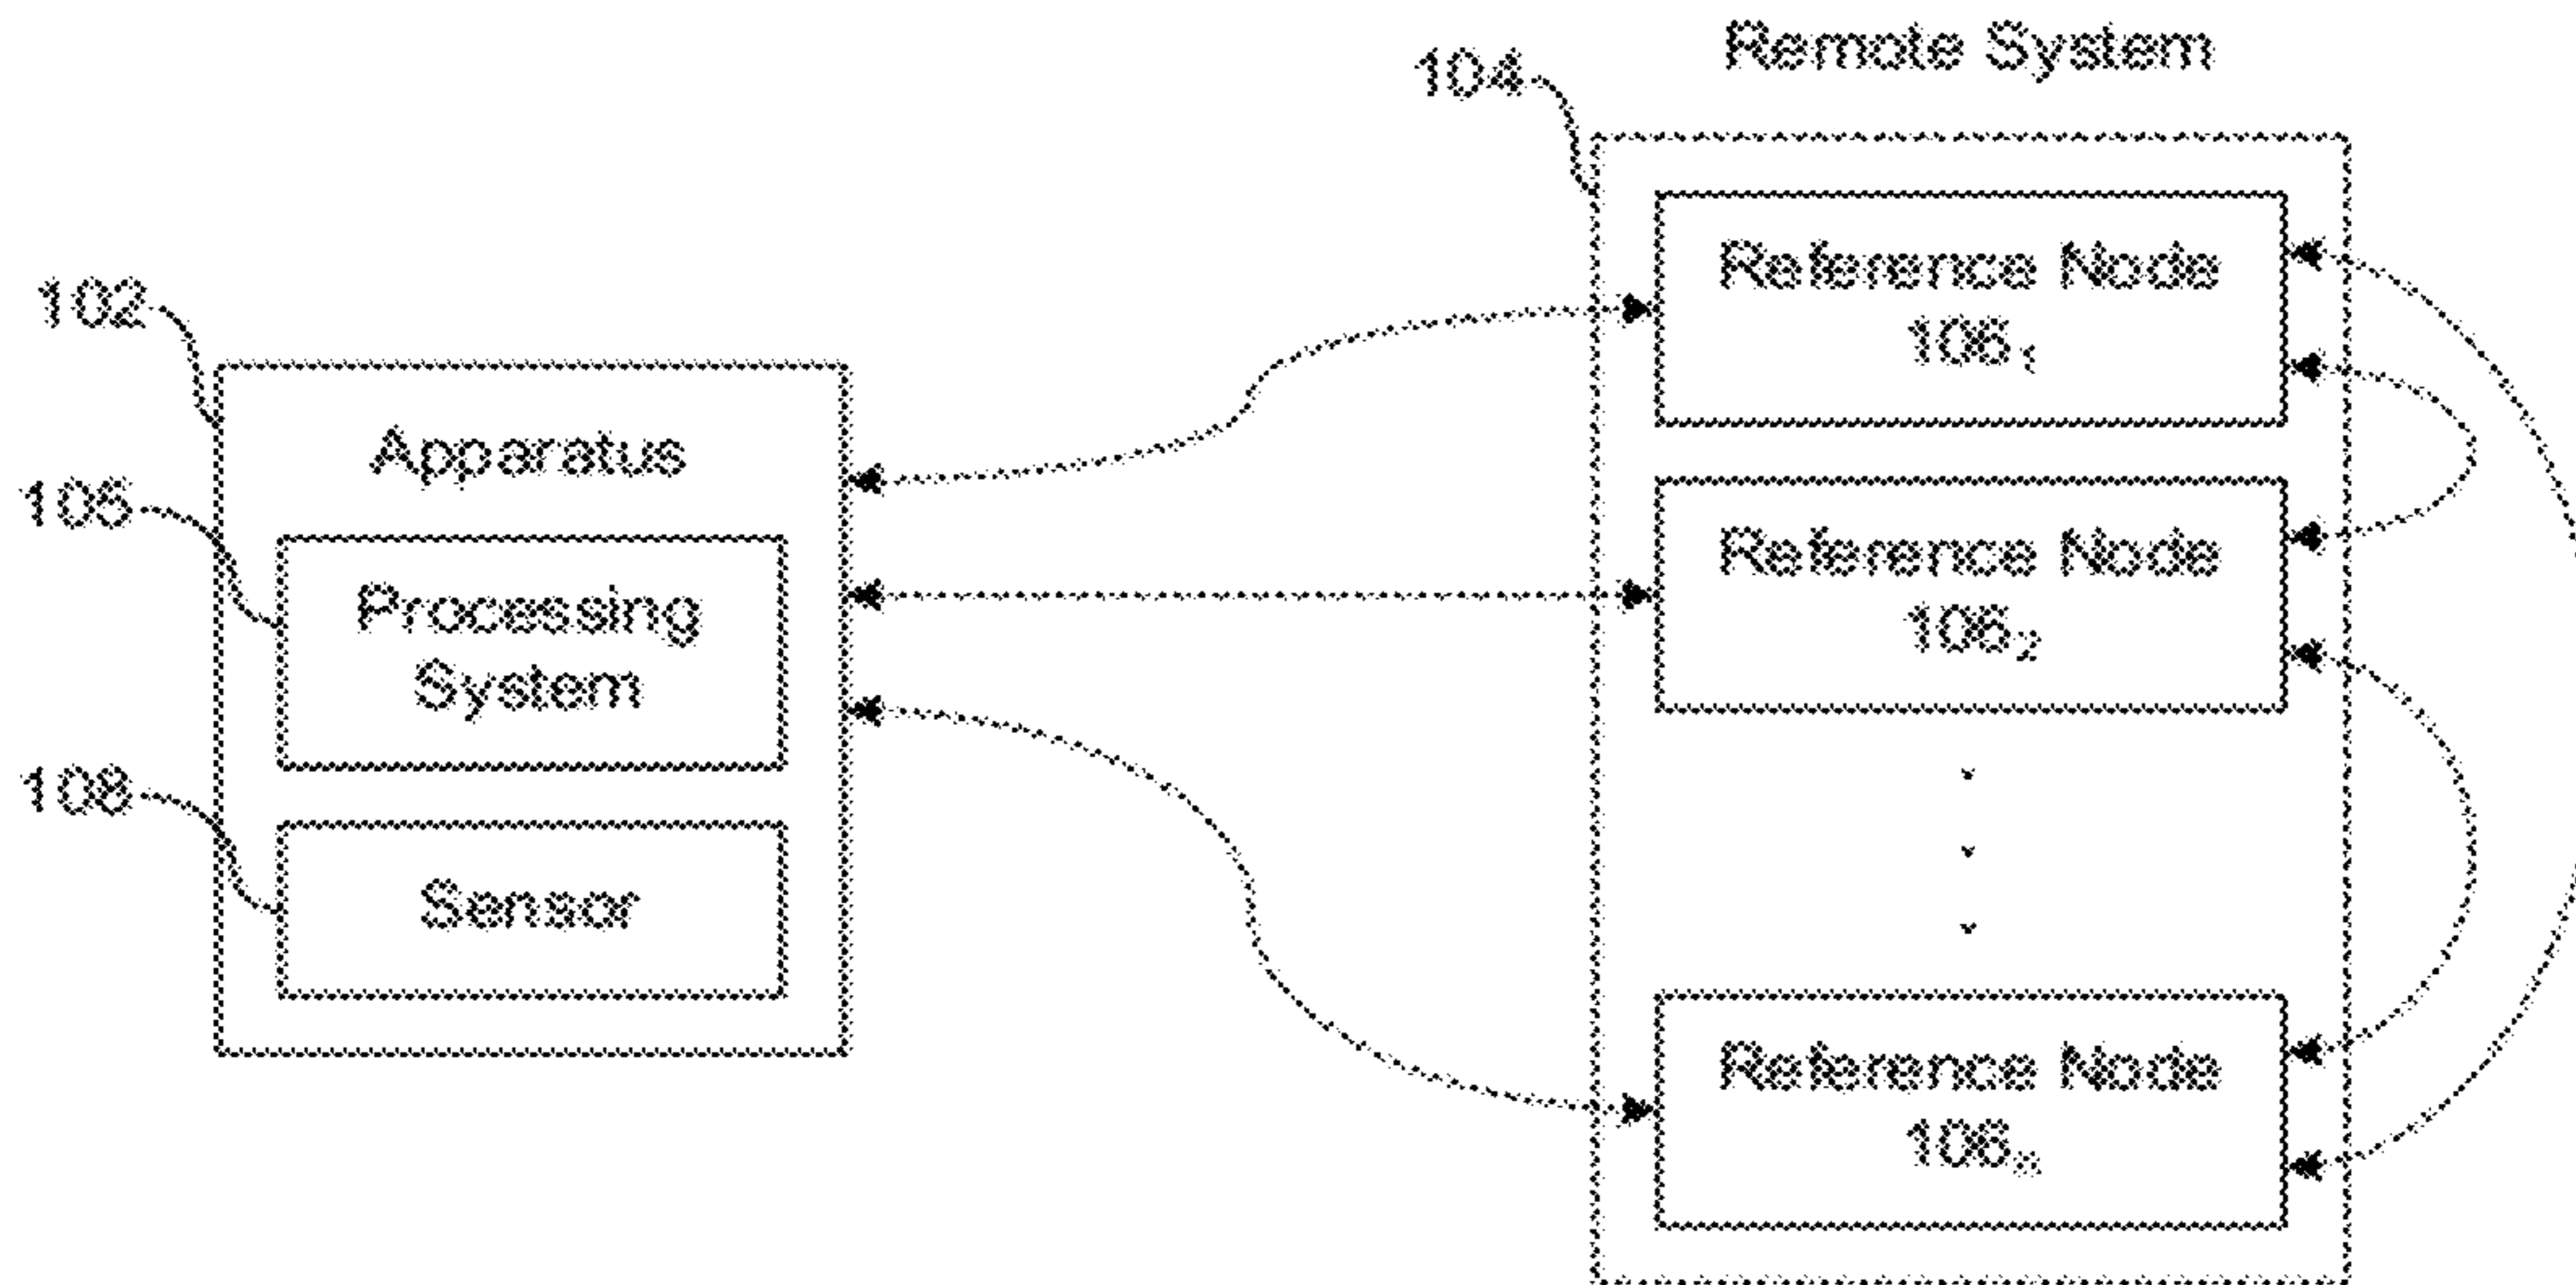 Remote System
104
Reference Node
106₁
102
Apparatus
105
Processing
System
108
Sensor
Reference Node
106₂
Reference Node
106ₙ